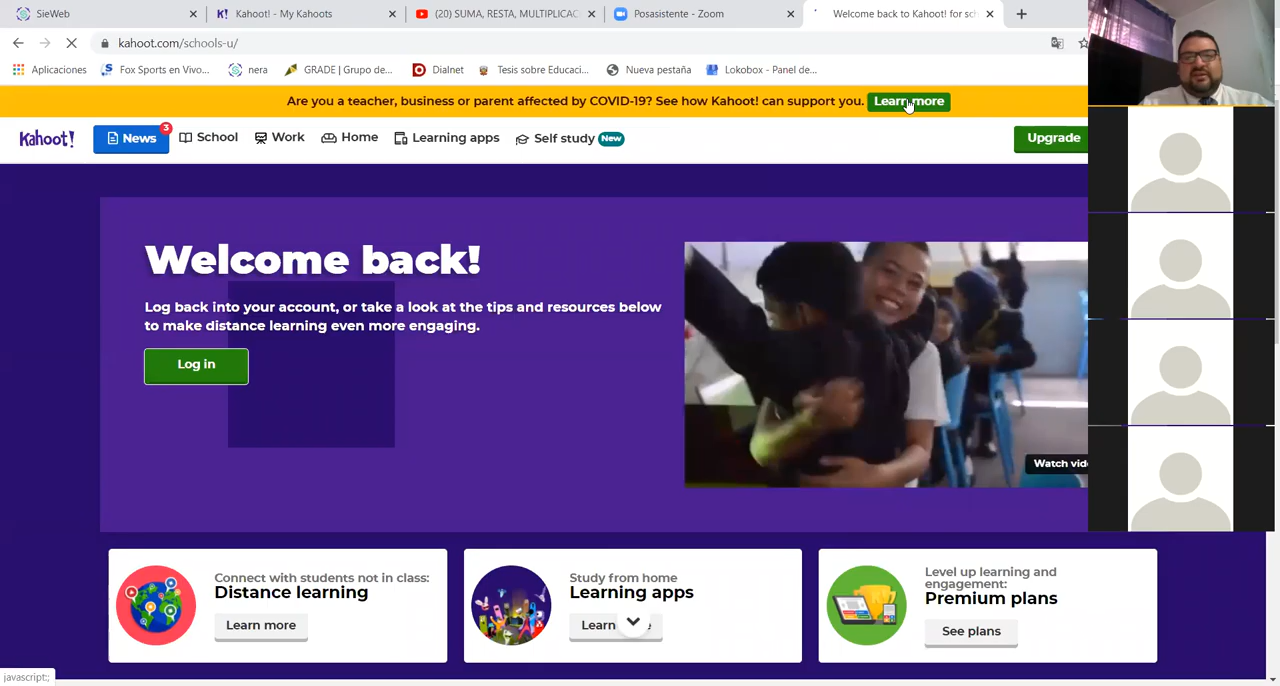 SieWeb
Kahoot! - My Kahoots
(20) SUMA, RESTA, MULTIPLICAC
Posasistente - Zoom
Welcome back to Kahoot! for sch
kahoot.com/schools-u/
Aplicaciones
Fox Sports en Vivo...
nera
GRADE | Grupo de...
Dialnet
Tesis sobre Educaci...
Nueva pestaña
Lokobox - Panel de...
Are you a teacher, business or parent affected by COVID-19? See how Kahoot! can support you.
Learn more
Kahoot!
News
3
School
Work
Home
Learning apps
Self study
New
Upgrade
Welcome back!
Log back into your account, or take a look at the tips and resources below
to make distance learning even more engaging.
Log in
Watch vide
Connect with students not in class:
Distance learning
Learn more
Study from home
Learning apps
Learn
Level up learning and
engagement:
Premium plans
See plans
javascript:;